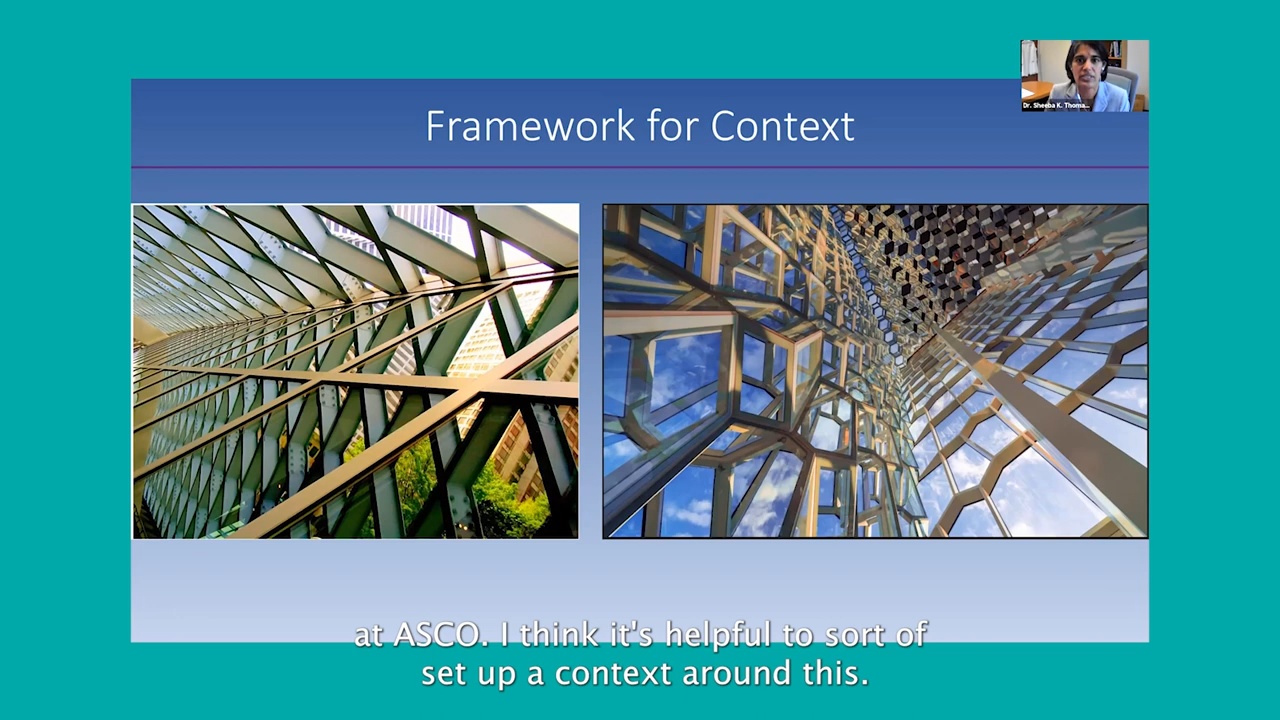 Framework for Context
Dr. Sheeba K. Thoma...
at ASCO. I think it's helpful to sort of
set up a context around this.